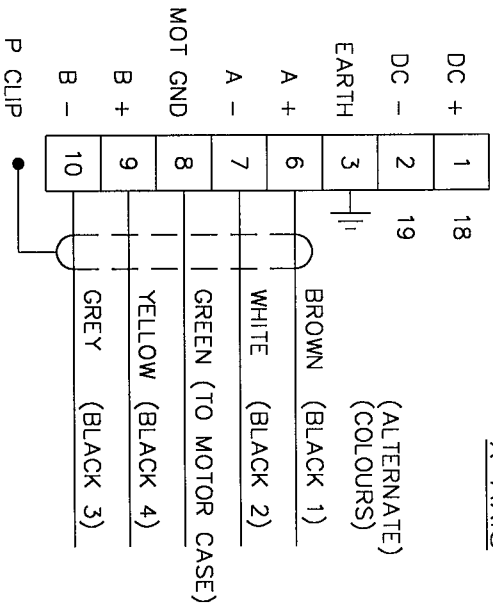 DC + 1 18
DC - 2 19 (ALTERNATE)
EARTH 3 (COLOURS)
A + 6 BROWN (BLACK 1)
A - 7 WHITE (BLACK 2)
MOT GND 8 GREEN (TO MOTOR CASE)
B + 9 YELLOW (BLACK 4)
B - 10 GREY (BLACK 3)
P CLIP